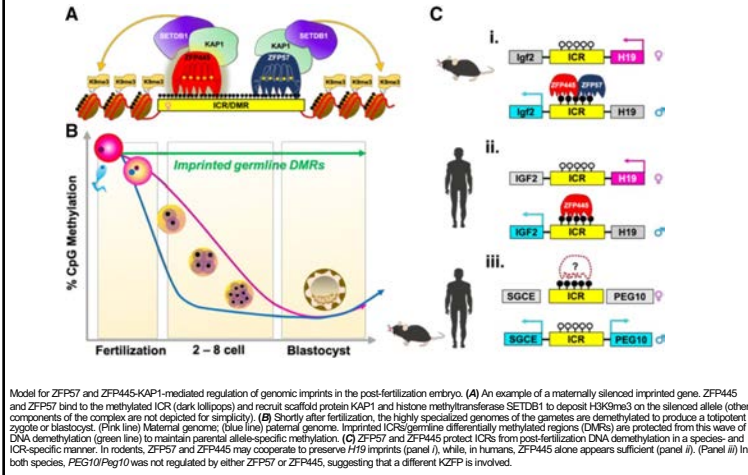 A
SETDB1
KAP1
ZFP445
KAP1
SETDB1
ZFP57
K9me3
K9me3
K9me3
K9me3
K9me3
K9me3
ICR/DMR
B
Imprinted germline DMRs
% CpG Methylation
Fertilization
2 – 8 cell
Blastocyst
C
i.
Igf2
ICR
H19
ZFP445
ZFP57
Igf2
ICR
H19
ii.
IGF2
ICR
H19
ZFP445
IGF2
ICR
H19
iii.
?
SGCE
ICR
PEG10
SGCE
ICR
PEG10
Model for ZFP57 and ZFP445-KAP1-mediated regulation of genomic imprints in the post-fertilization embryo. (A) An example of a maternally silenced imprinted gene. ZFP445
and ZFP57 bind to the methylated ICR (dark lollipops) and recruit scaffold protein KAP1 and histone methyltransferase SETDB1 to deposit H3K9me3 on the silenced allele (other
components of the complex are not depicted for simplicity). (B) Shortly after fertilization, the highly specialized genomes of the gametes are demethylated to produce a totipotent
zygote or blastocyst. (Pink line) Maternal genome; (blue line) paternal genome. Imprinted ICRs/germline differentially methylated regions (DMRs) are protected from this wave of
DNA demethylation (green line) to maintain parental allele-specific methylation. (C) ZFP57 and ZFP445 protect ICRs from post-fertilization DNA demethylation in a species- and
ICR-specific manner. In rodents, ZFP57 and ZFP445 may cooperate to preserve H19 imprints (panel i), while, in humans, ZFP445 alone appears sufficient (panel ii). (Panel iii) In
both species, PEG10/Peg10 was not regulated by either ZFP57 or ZFP445, suggesting that a different KZFP is involved.